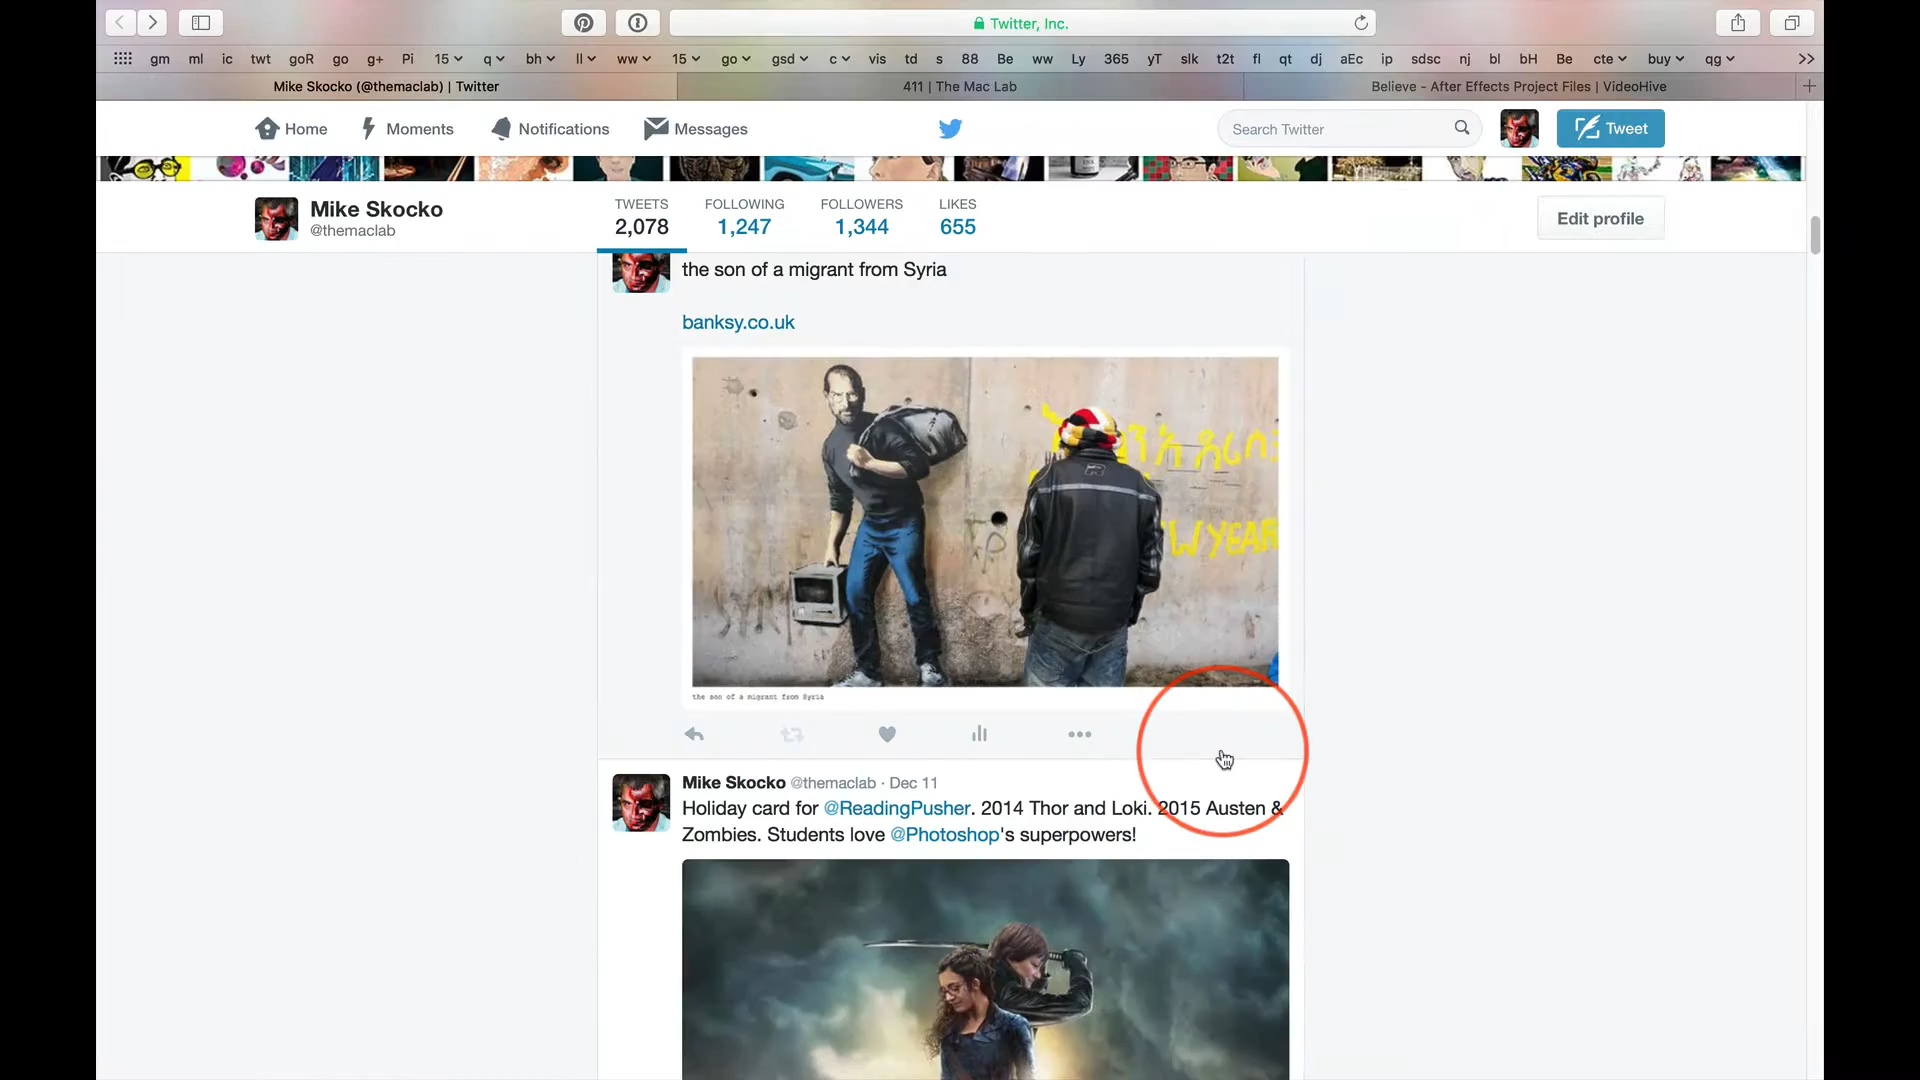 Twitter, Inc.
gm ml ic twt goR go g+ Pi 15 q bh ll ww 15 go gsd c vis td s 88 Be ww Ly 365 yT slk t2t fl qt dj aEc ip sdsc nj bl bH Be cte buy qg
Mike Skocko (@themaclab) | Twitter
411 | The Mac Lab
Believe - After Effects Project Files | VideoHive
Home Moments Notifications Messages
Search Twitter
Tweet
Mike Skocko
@themaclab
TWEETS FOLLOWING FOLLOWERS LIKES
2,078 1,247 1,344 655
Edit profile
the son of a migrant from Syria
banksy.co.uk
W YEAR
the son of a migrant from Syria
Mike Skocko @themaclab · Dec 11
Holiday card for @ReadingPusher. 2014 Thor and Loki. 2015 Austen &
Zombies. Students love @Photoshop's superpowers!